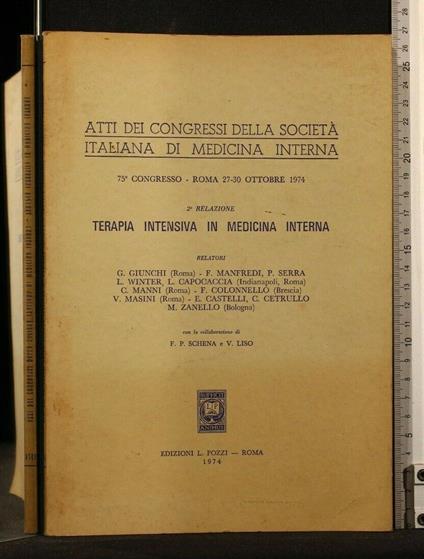 ATTI DEI CONGRESSI DELLA SOCIETÀ
ITALIANA DI MEDICINA INTERNA
75° CONGRESSO - ROMA 27-30 OTTOBRE 1974
2ª RELAZIONE
TERAPIA INTENSIVA IN MEDICINA INTERNA
RELATORI
G. GIUNCHI (Roma) - F. MANFREDI, P. SERRA
L. WINTER, L. CAPOCACCIA (Indianapoli, Roma)
C. MANNI (Roma) - F. COLONNELLO (Brescia)
V. MASINI (Roma) - E. CASTELLI, C. CETRULLO
M. ZANELLO (Bologna)
con la collaborazione di
F. P. SCHENA e V. LISO
EDIZIONI L. POZZI — ROMA
1974